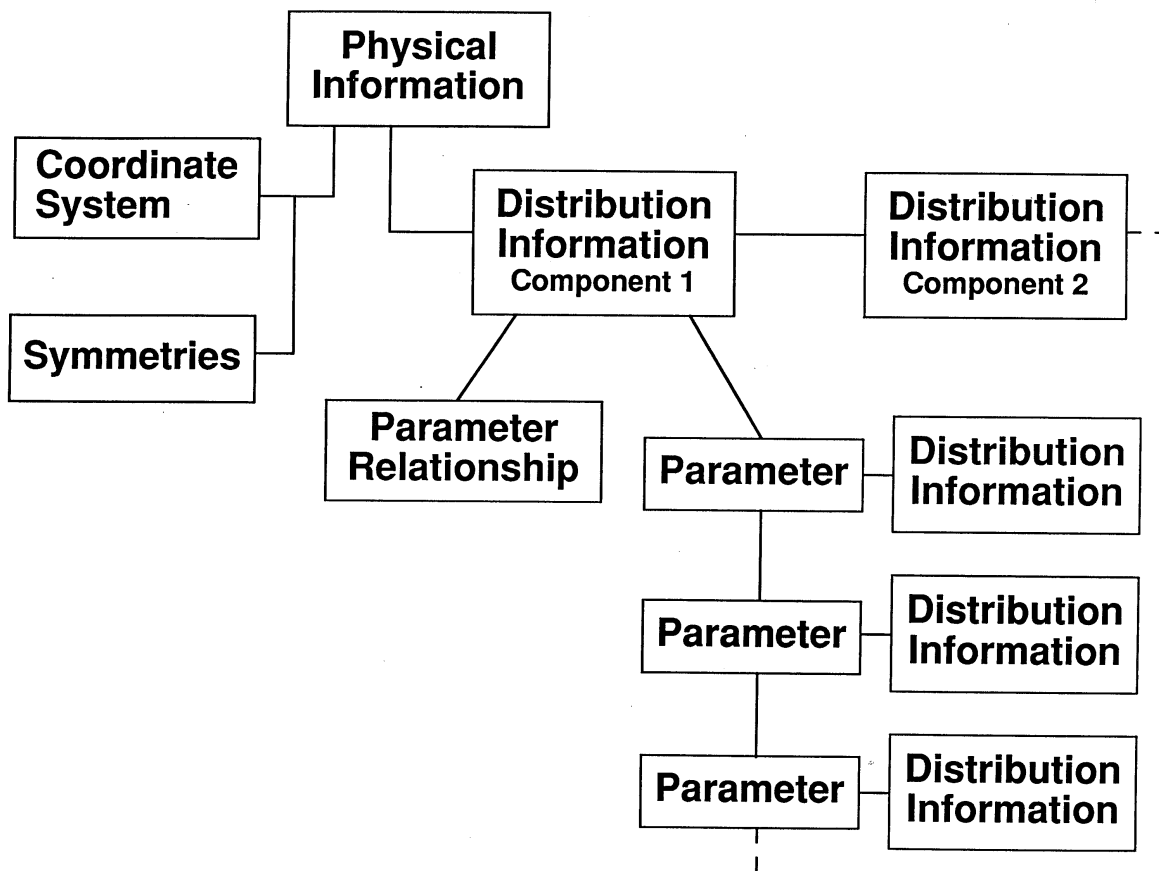 Physical
Information
Coordinate
System
Distribution
Information
Component 1
Distribution
Information
Component 2
Symmetries
Parameter
Relationship
Parameter
Distribution
Information
Parameter
Distribution
Information
Parameter
Distribution
Information